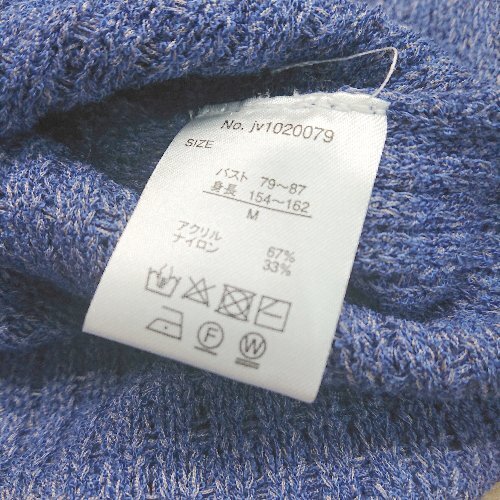 No. jv1020079
SIZE
バスト 79〜87
身長 154〜162
M
アクリル 67%
ナイロン 33%
F W